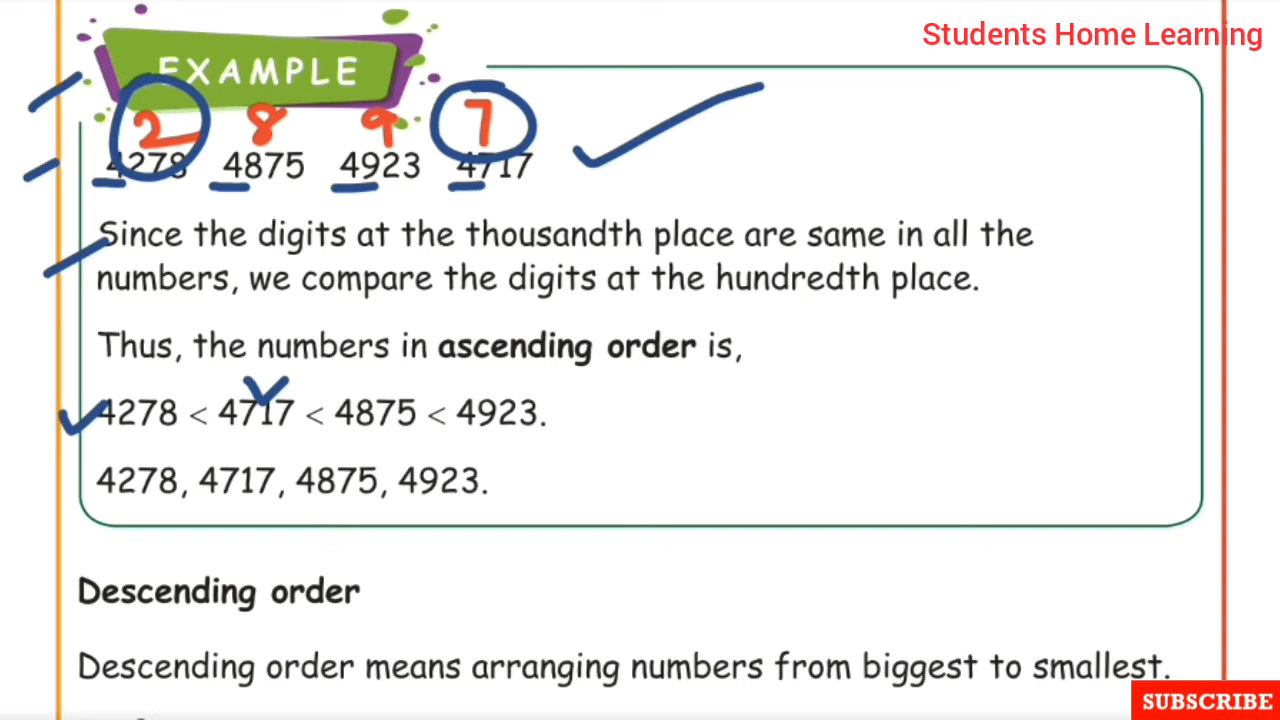 Students Home Learning
EXAMPLE
2 8 9 7
4278 4875 4923 4717
Since the digits at the thousandth place are same in all the
numbers, we compare the digits at the hundredth place.
Thus, the numbers in ascending order is,
4278 < 4717 < 4875 < 4923.
4278, 4717, 4875, 4923.
Descending order
Descending order means arranging numbers from biggest to smallest.
SUBSCRIBE